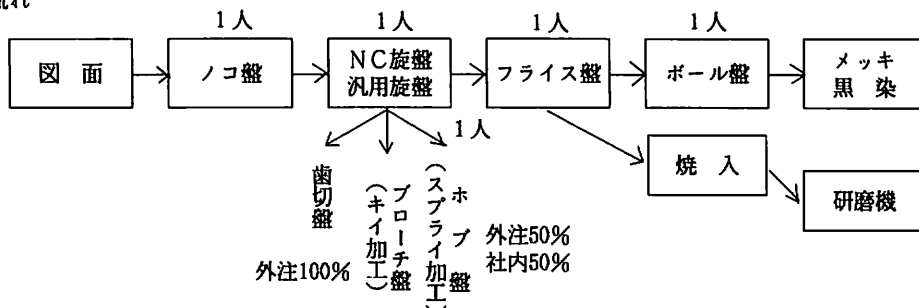 1人
1人
1人
1人
図 面
ノコ盤
NC旋盤
汎用旋盤
フライス盤
ボール盤
メッキ
黒 染
1人
焼 入
研磨機
歯切盤
ブローチ盤
(キイ加工)
ホブ盤
(スプライ加工)
外注100%
外注50%
社内50%